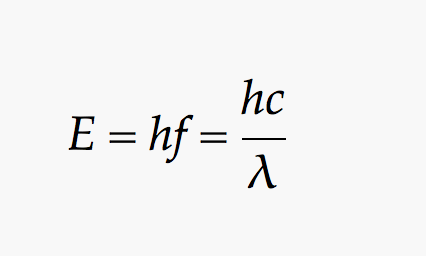 E = hf = hc/λ